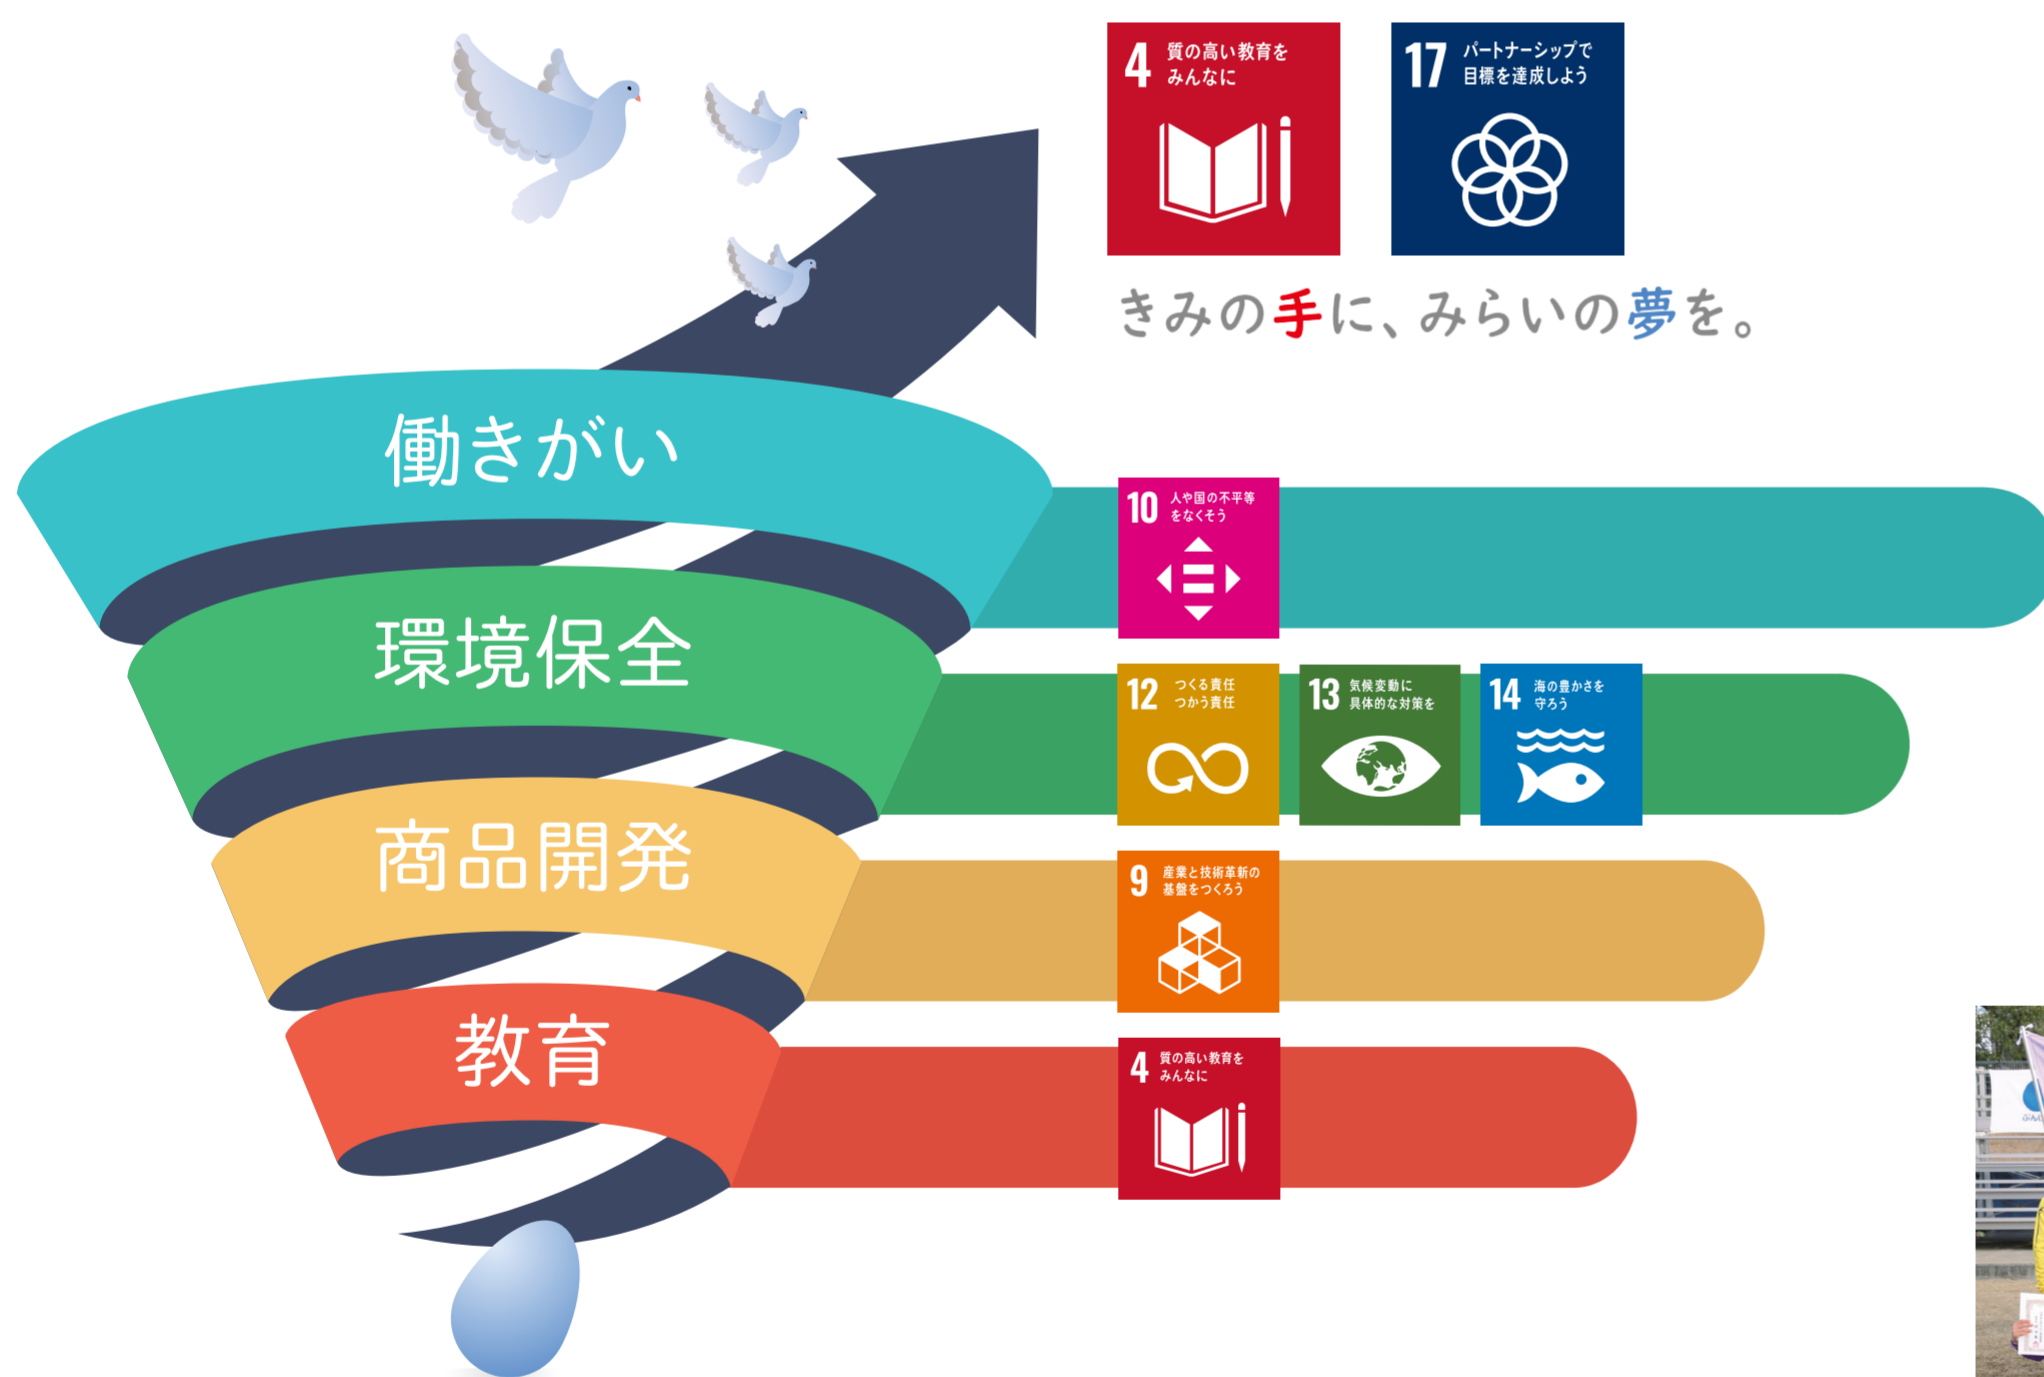 4 質の高い教育を
みんなに
17 パートナーシップで
目標を達成しよう
きみの手に、みらいの夢を。
働きがい
10 人や国の不平等
をなくそう
環境保全
12 つくる責任
つかう責任
13 気候変動に
具体的な対策を
14 海の豊かさを
守ろう
商品開発
9 産業と技術革新の
基盤をつくろう
教育
4 質の高い教育を
みんなに